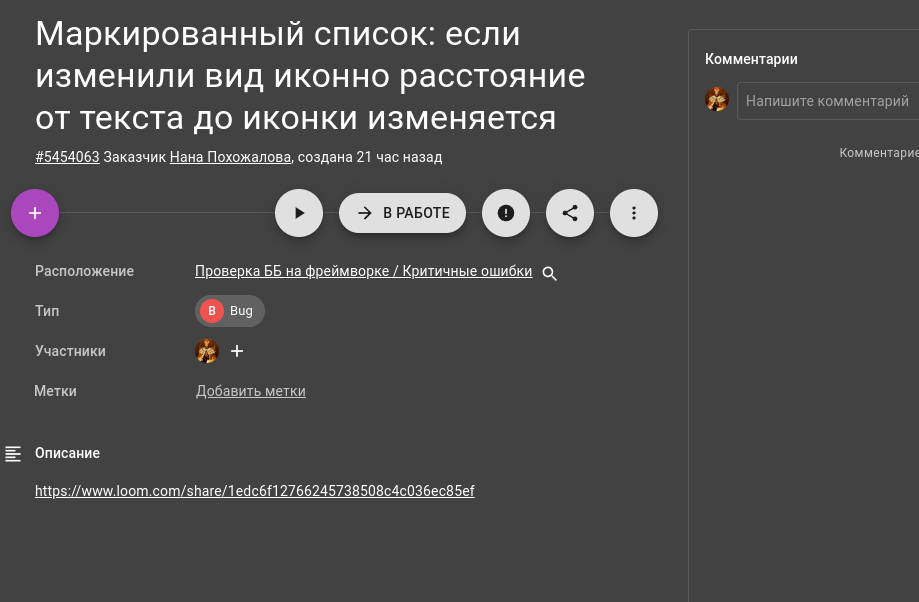 Маркированный список: если
изменили вид иконно расстояние
от текста до иконки изменяется
#5454063 Заказчик Нана Похожалова, создана 21 час назад
В РАБОТЕ
Расположение
Проверка ББ на фреймворке / Критичные ошибки
Тип
B Bug
Участники
Метки
Добавить метки
Описание
https://www.loom.com/share/1edc6f12766245738508c4c036ec85ef
Комментарии
Напишите комментарий
Комментарие